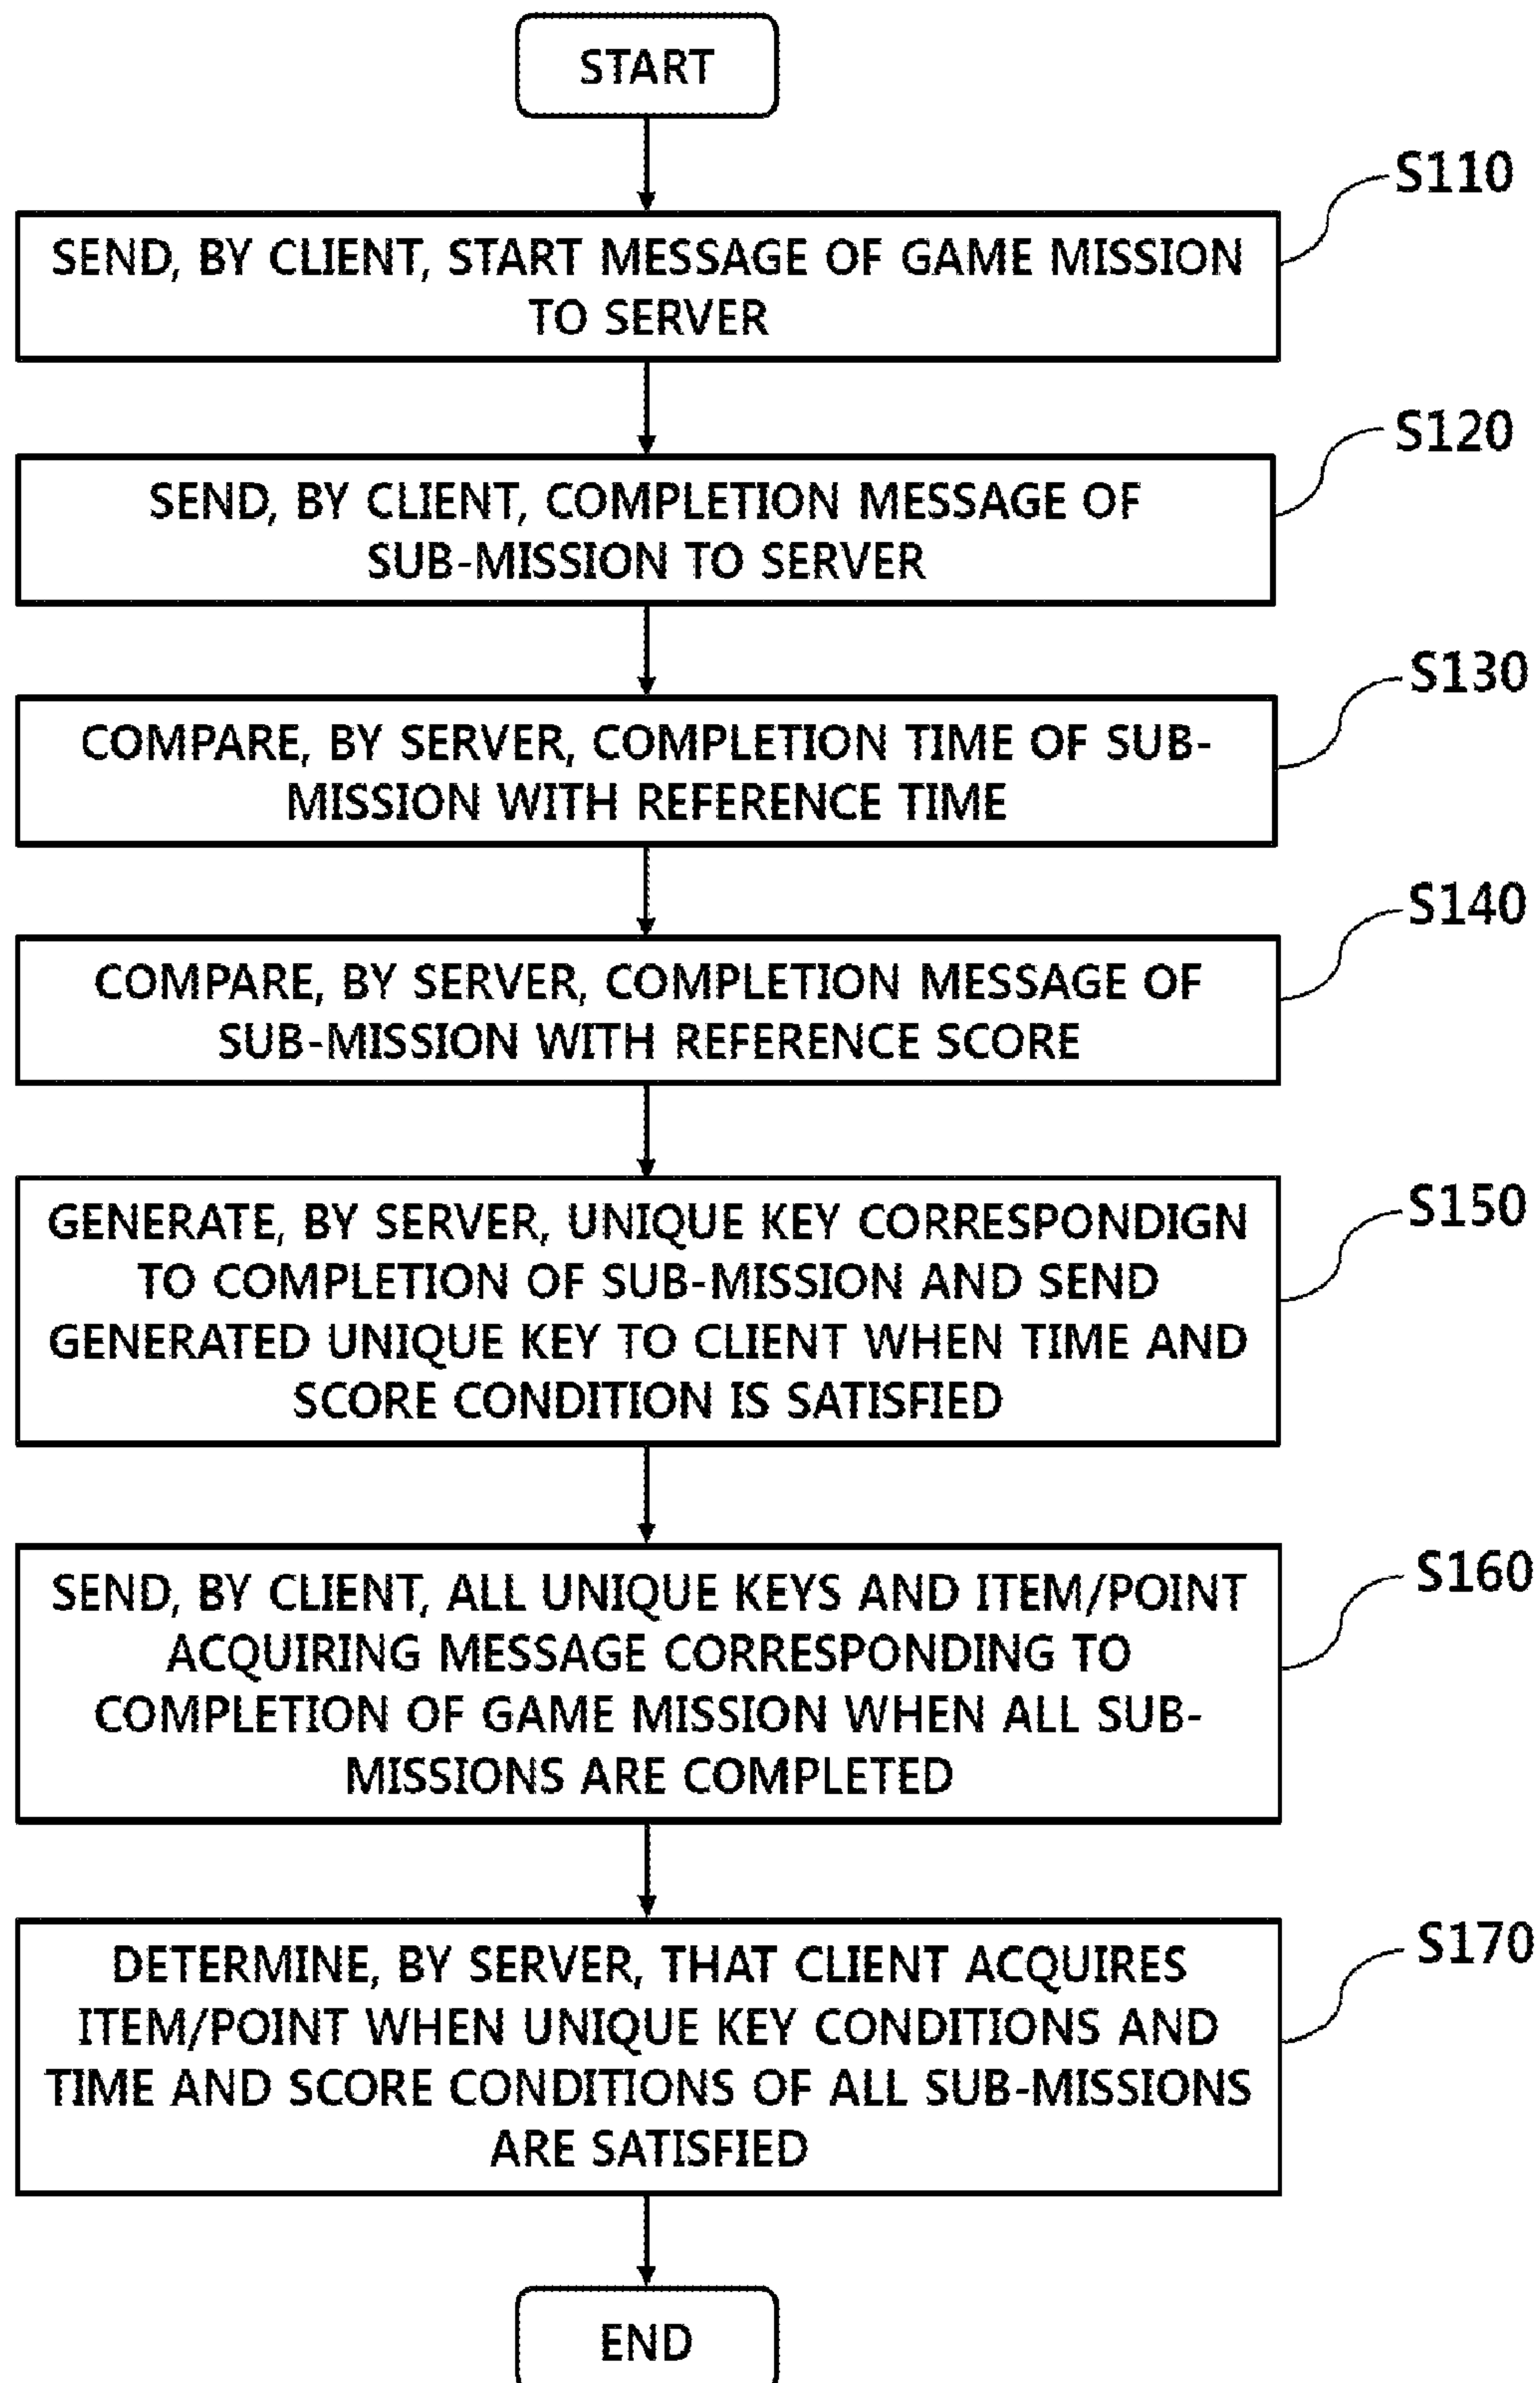 START
S110
SEND, BY CLIENT, START MESSAGE OF GAME MISSION
TO SERVER
S120
SEND, BY CLIENT, COMPLETION MESSAGE OF
SUB-MISSION TO SERVER
S130
COMPARE, BY SERVER, COMPLETION TIME OF SUB-
MISSION WITH REFERENCE TIME
S140
COMPARE, BY SERVER, COMPLETION MESSAGE OF
SUB-MISSION WITH REFERENCE SCORE
S150
GENERATE, BY SERVER, UNIQUE KEY CORRESPONDIGN
TO COMPLETION OF SUB-MISSION AND SEND
GENERATED UNIQUE KEY TO CLIENT WHEN TIME AND
SCORE CONDITION IS SATISFIED
S160
SEND, BY CLIENT, ALL UNIQUE KEYS AND ITEM/POINT
ACQUIRING MESSAGE CORRESPONDING TO
COMPLETION OF GAME MISSION WHEN ALL SUB-
MISSIONS ARE COMPLETED
S170
DETERMINE, BY SERVER, THAT CLIENT ACQUIRES
ITEM/POINT WHEN UNIQUE KEY CONDITIONS AND
TIME AND SCORE CONDITIONS OF ALL SUB-MISSIONS
ARE SATISFIED
END